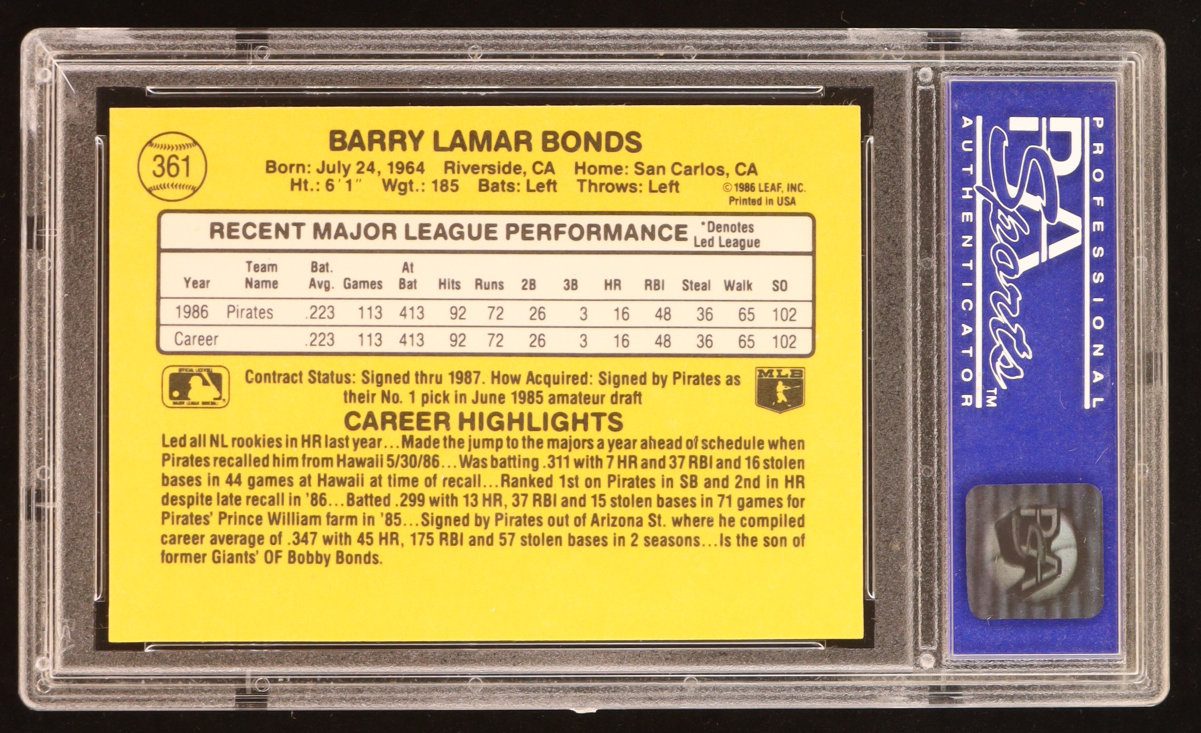 361
BARRY LAMAR BONDS
Born: July 24, 1964 Riverside, CA Home: San Carlos, CA
Ht.: 6'1" Wgt.: 185 Bats: Left Throws: Left
©1986 LEAF, INC.
Printed in USA
RECENT MAJOR LEAGUE PERFORMANCE
*Denotes
Led League
Year Team Name Bat. Avg. Games At Bat Hits Runs 2B 3B HR RBI Steal Walk SO
1986 Pirates .223 113 413 92 72 26 3 16 48 36 65 102
Career .223 113 413 92 72 26 3 16 48 36 65 102
Contract Status: Signed thru 1987. How Acquired: Signed by Pirates as
their No. 1 pick in June 1985 amateur draft
MLB
CAREER HIGHLIGHTS
Led all NL rookies in HR last year...Made the jump to the majors a year ahead of schedule when
Pirates recalled him from Hawaii 5/30/86...Was batting .311 with 7 HR and 37 RBI and 16 stolen
bases in 44 games at Hawaii at time of recall...Ranked 1st on Pirates in SB and 2nd in HR
despite late recall in '86...Batted .299 with 13 HR, 37 RBI and 15 stolen bases in 71 games for
Pirates' Prince William farm in '85...Signed by Pirates out of Arizona St. where he compiled
career average of .347 with 45 HR, 175 RBI and 57 stolen bases in 2 seasons...Is the son of
former Giants' OF Bobby Bonds.
PROFESSIONAL
PSA
Sports™
AUTHENTICATOR
PSA